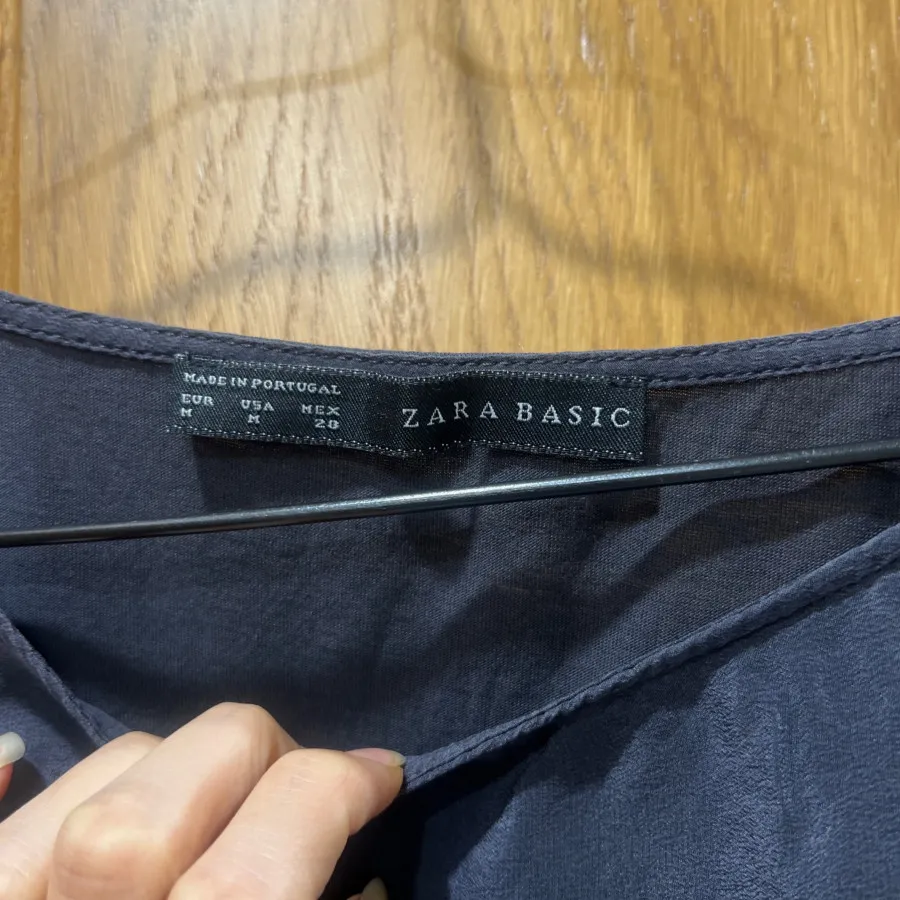 MADE IN PORTUGAL
EUR USA MEX
M M 28
ZARA BASIC